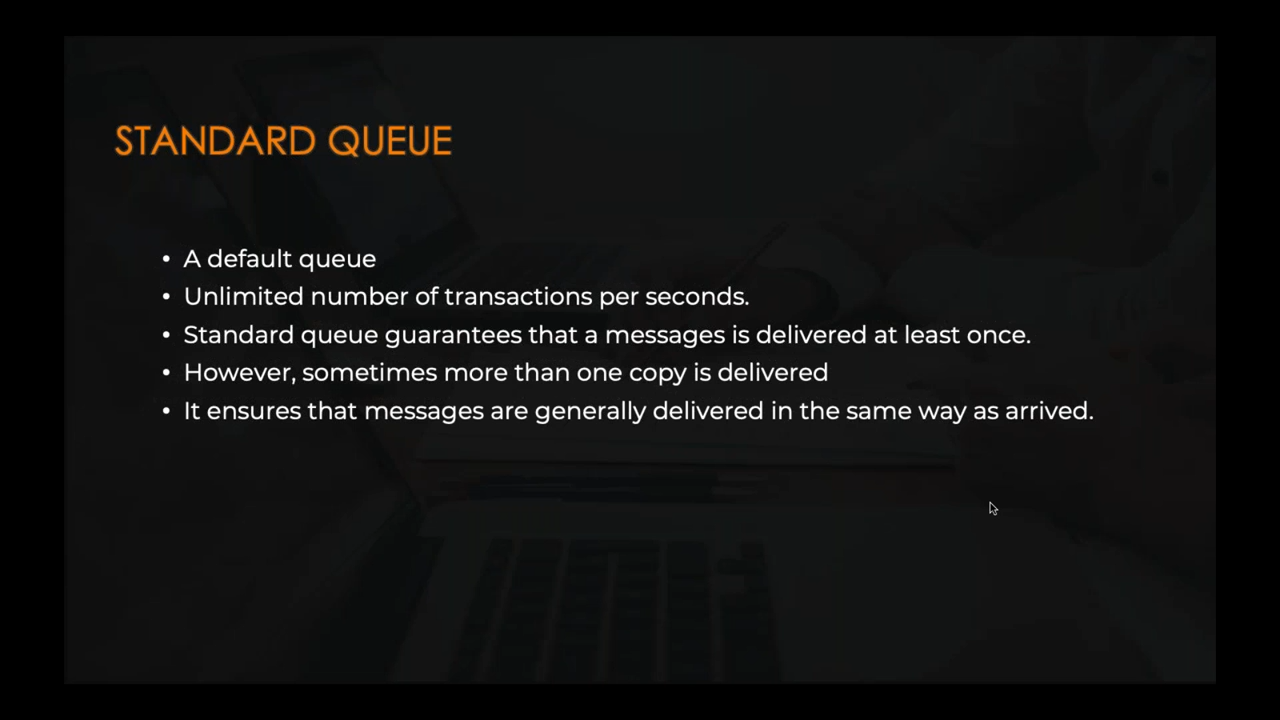 STANDARD QUEUE
• A default queue
• Unlimited number of transactions per seconds.
• Standard queue guarantees that a messages is delivered at least once.
• However, sometimes more than one copy is delivered
• It ensures that messages are generally delivered in the same way as arrived.